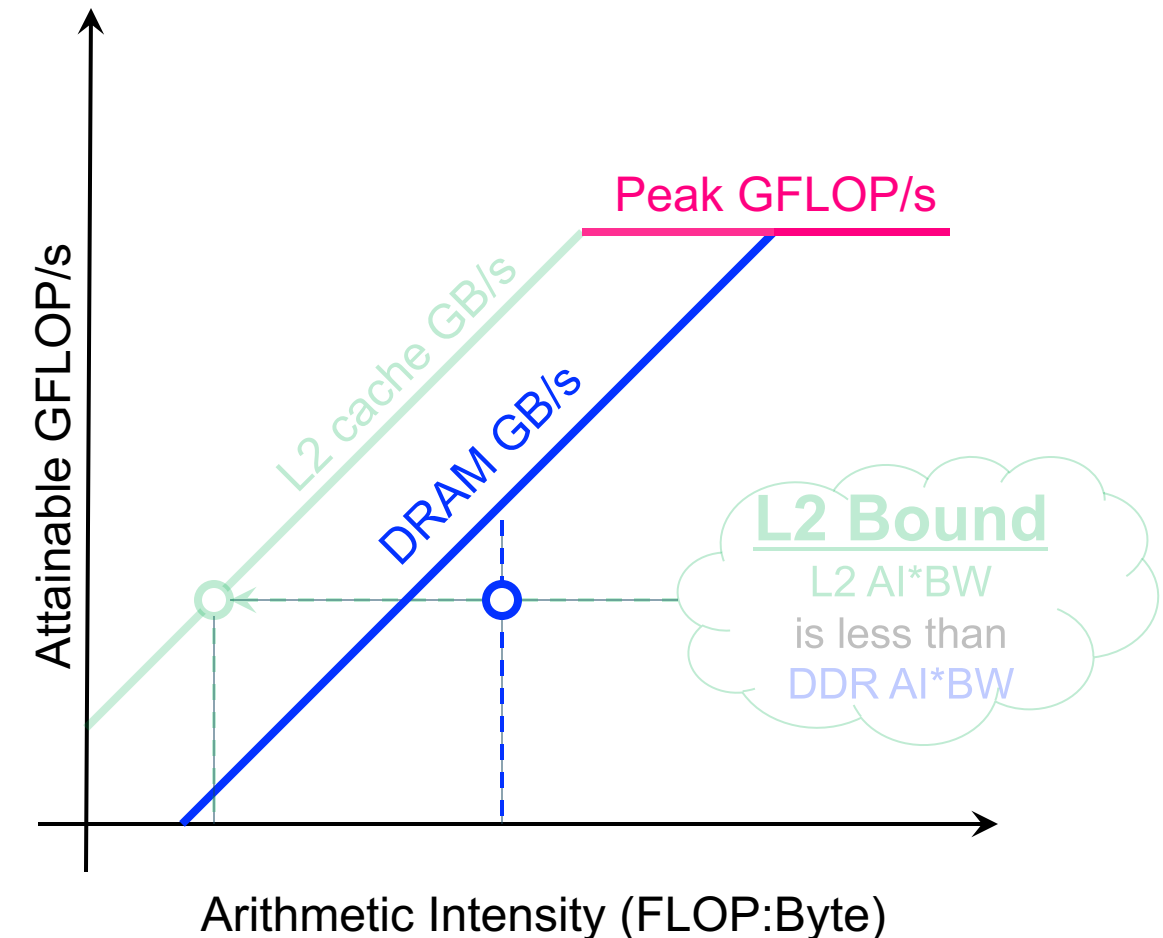 Peak GFLOP/s
L2 cache GB/s
DRAM GB/s
Attainable GFLOP/s
L2 Bound
L2 AI*BW
is less than
DDR AI*BW
Arithmetic Intensity (FLOP:Byte)